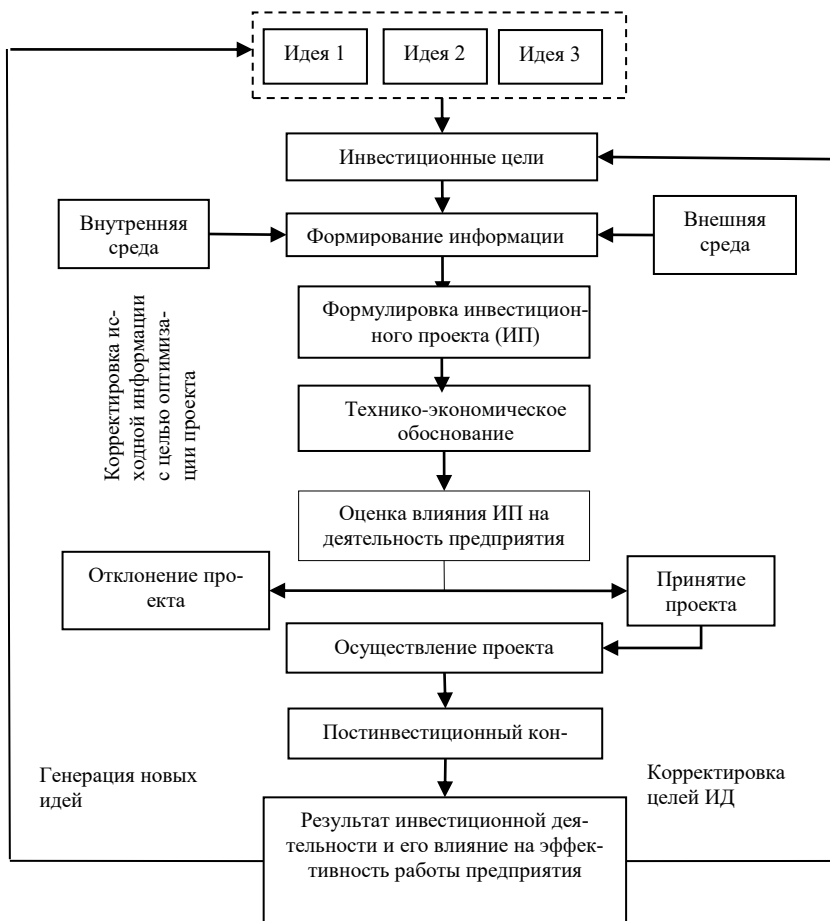 Идея 1
Идея 2
Идея 3
Инвестиционные цели
Внутренняя
среда
Формирование информации
Внешняя
среда
Формулировка инвестицион-
ного проекта (ИП)
Корректировка ис-
ходной информации
с целью оптимиза-
ции проекта
Технико-экономическое
обоснование
Оценка влияния ИП на
деятельность предприятия
Отклонение про-
екта
Принятие
проекта
Осуществление проекта
Постинвестиционный кон-
Генерация новых
идей
Корректировка
целей ИД
Результат инвестиционной дея-
тельности и его влияние на эффек-
тивность работы предприятия